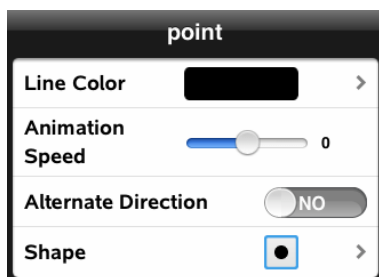 point
Line Color
Animation
Speed
0
Alternate Direction
NO
Shape